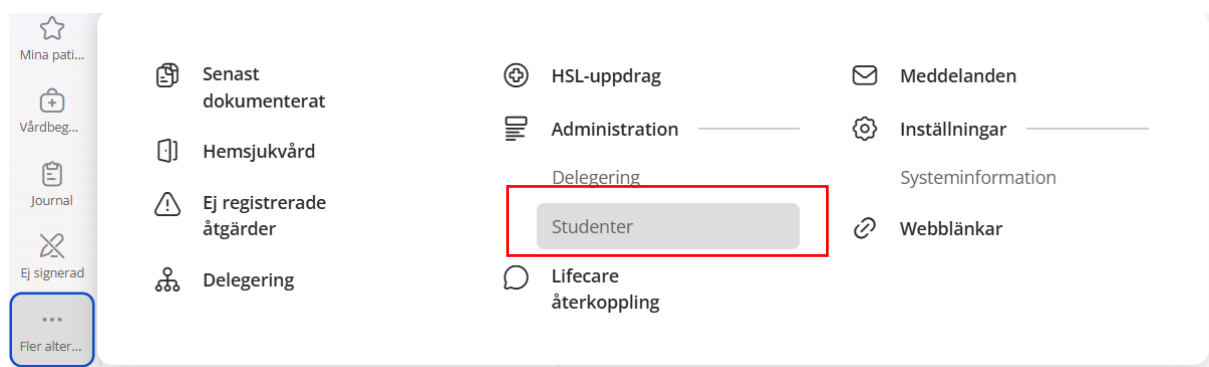 Mina pati...
Vårdbeg...
Journal
Ej signerad
Fler alter...
Senast
dokumenterat
Hemsjukvård
Ej registrerade
åtgärder
Delegering
HSL-uppdrag
Administration
Delegering
Studenter
Lifecare
återkoppling
Meddelanden
Inställningar
Systeminformation
Webblänkar